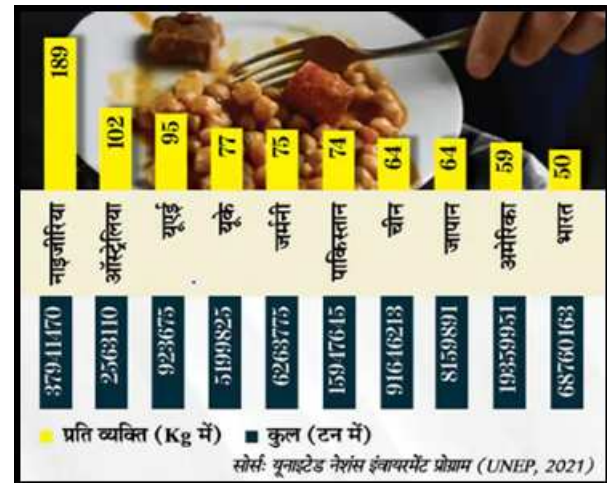 189 102 95 77 75 74 64 64 59 50
नाइजीरिया ऑस्ट्रेलिया यूएई यूके जर्मनी पाकिस्तान चीन जापान अमेरिका भारत
37941470 2563110 923675 5199825 6263775 15947645 91646213 8159891 19359951 68760163
प्रति व्यक्ति (Kg में) कुल (टन में)
सोर्सः यूनाइटेड नेशंस इंवायरमेंट प्रोग्राम (UNEP, 2021)